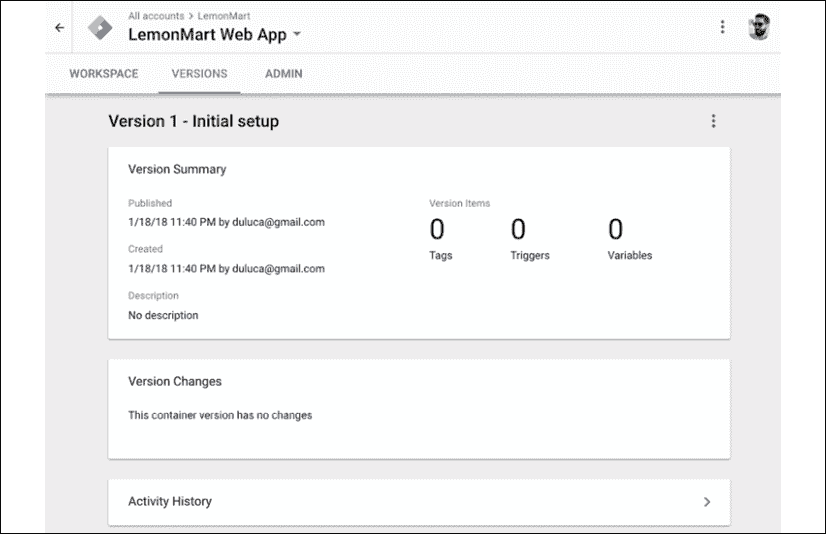 All accounts > LemonMart
LemonMart Web App
WORKSPACE VERSIONS ADMIN
Version 1 - Initial setup
Version Summary
Published
1/18/18 11:40 PM by duluca@gmail.com
Created
1/18/18 11:40 PM by duluca@gmail.com
Description
No description
Version Items
0 0 0
Tags Triggers Variables
Version Changes
This container version has no changes
Activity History